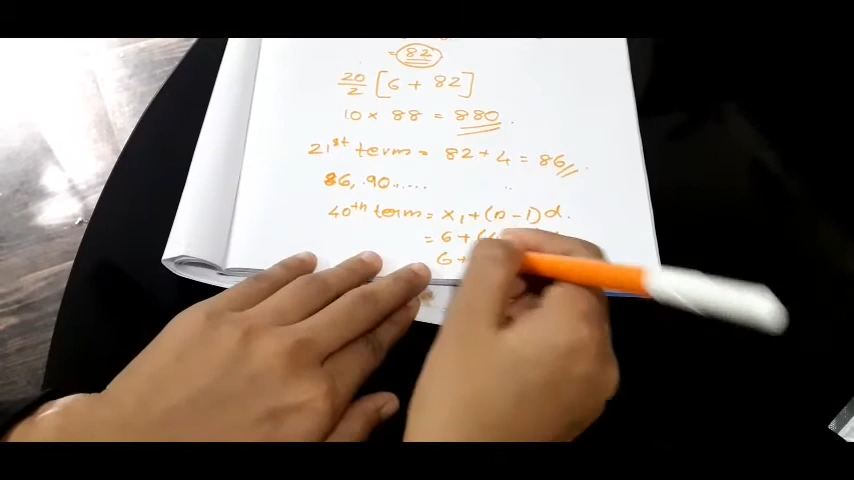 = 82
20/2 [6 + 82]
10 × 88 = 880.
21st term = 82 + 4 = 86
86, 90.....
40th term = x₁ + (n - 1)d.
= 6 +
6 +